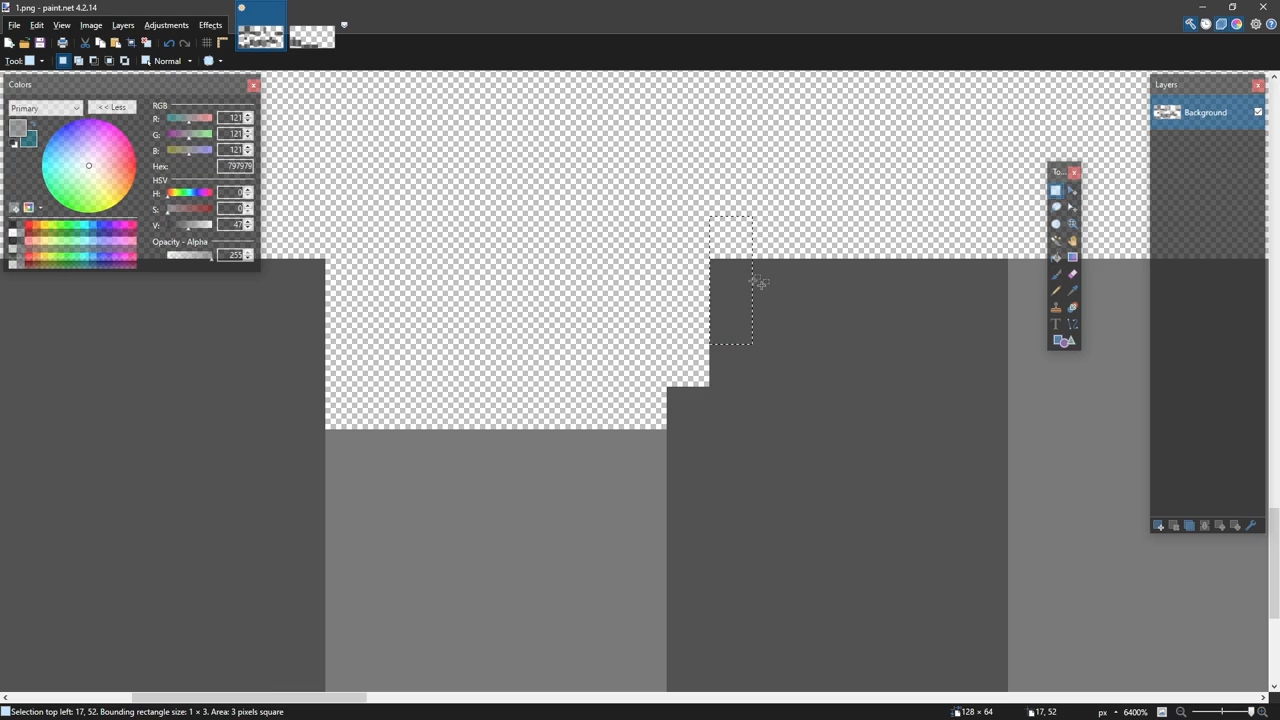 1.png - paint.net 4.2.14
File Edit View Image Layers Adjustments Effects
Tool: Normal
Colors
Primary << Less
RGB
R: 121
G: 121
B: 121
Hex: 797979
HSV
H: 0
S: 0
V: 47
Opacity - Alpha
255
Layers
Background
To...
Selection top left: 17, 52. Bounding rectangle size: 1 × 3. Area: 3 pixels square
128 × 64
17, 52
px
6400%